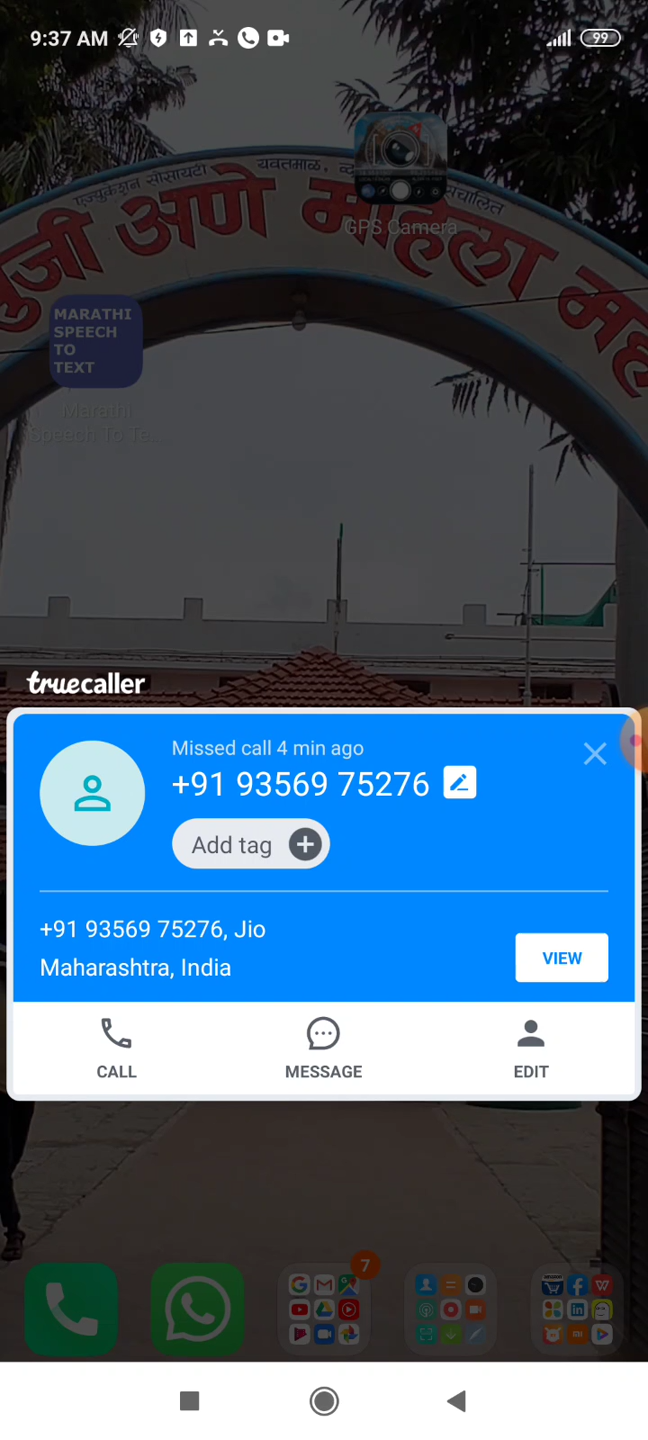 9:37 AM
99
एज्युकेशन सोसायटी
यवतमाळ.
संचालित
अणे महिला
GPS Camera
MARATHI
SPEECH
TO
TEXT
Marathi
Speech To Te...
truecaller
Missed call 4 min ago
+91 93569 75276
Add tag
+91 93569 75276, Jio
Maharashtra, India
VIEW
CALL
MESSAGE
EDIT
7